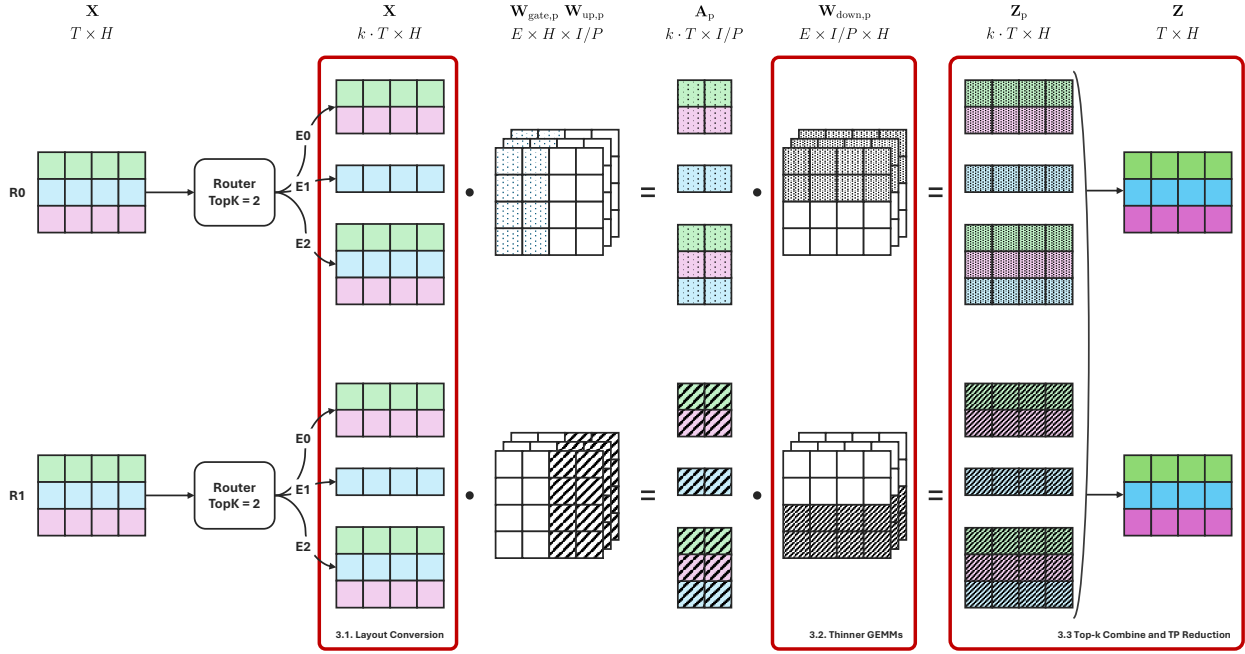 X
T × H
X
k · T × H
W_gate,p W_up,p
E × H × I/P
A_p
k · T × I/P
W_down,p
E × I/P × H
Z_p
k · T × H
Z
T × H
R0
Router
TopK = 2
E0
E1
E2
=
=
R1
Router
TopK = 2
E0
E1
E2
=
=
3.1. Layout Conversion
3.2. Thinner GEMMs
3.3 Top-k Combine and TP Reduction